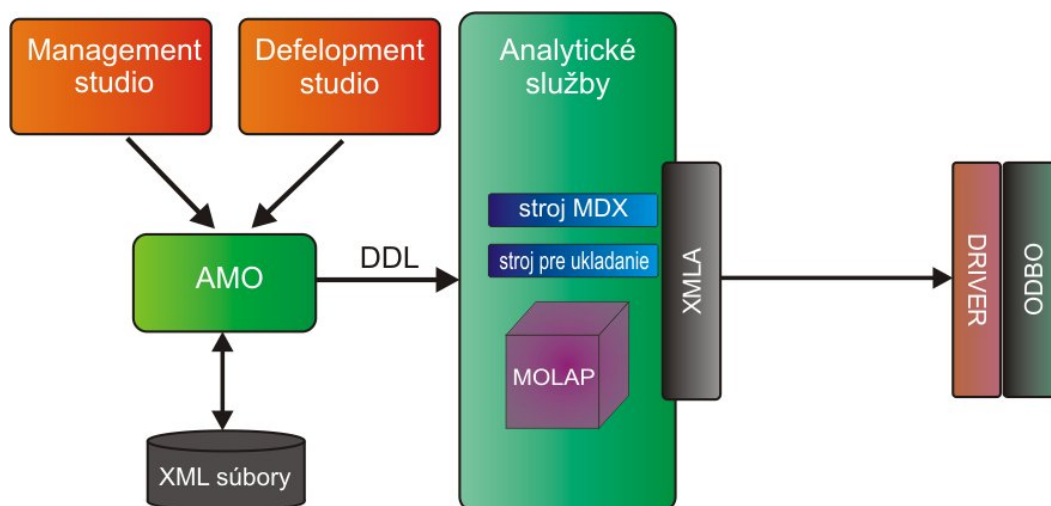 Management
studio
Defelopment
studio
Analytické
služby
stroj MDX
stroj pre ukladanie
MOLAP
XMLA
DRIVER
ODBO
AMO
DDL
XML súbory